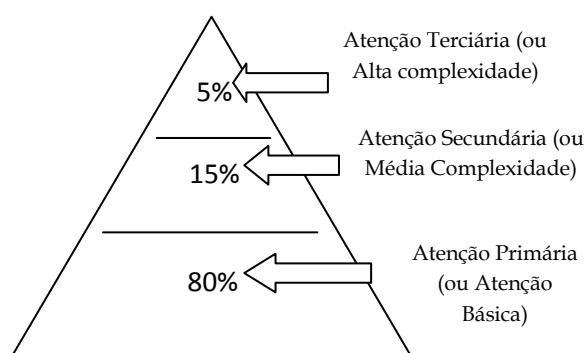 Atenção Terciária (ou
Alta complexidade)
5%
Atenção Secundária (ou
Média Complexidade)
15%
Atenção Primária
(ou Atenção
Básica)
80%